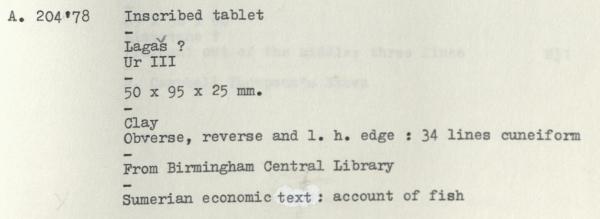 A. 204'78 Inscribed tablet
-
Lagaš ?
Ur III
-
50 x 95 x 25 mm.
-
Clay
Obverse, reverse and l. h. edge : 34 lines cuneiform
-
From Birmingham Central Library
-
Sumerian economic text : account of fish